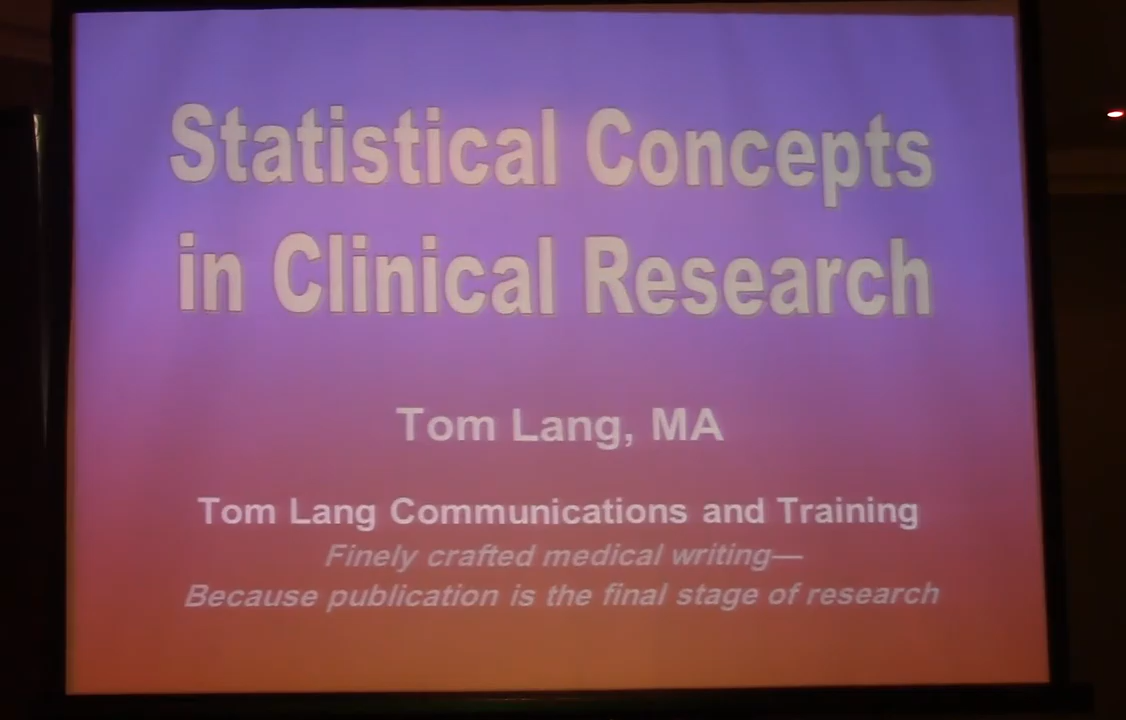 Statistical Concepts
in Clinical Research
Tom Lang, MA
Tom Lang Communications and Training
Finely crafted medical writing—
Because publication is the final stage of research